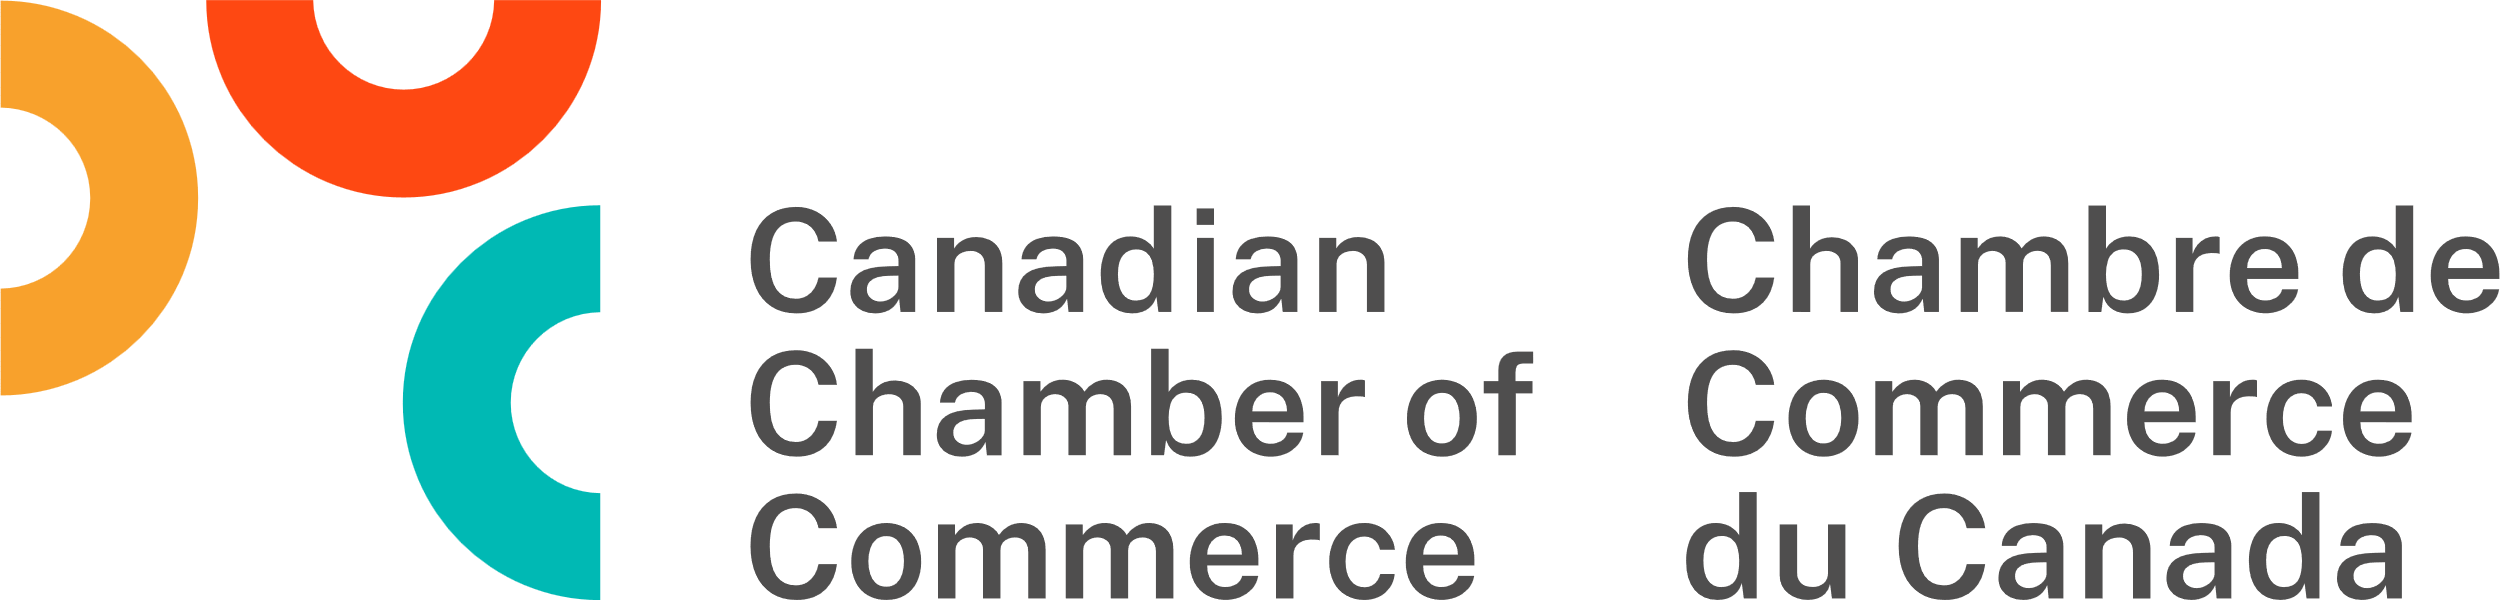 Canadian
Chamber of
Commerce
Chambre de
Commerce
du Canada